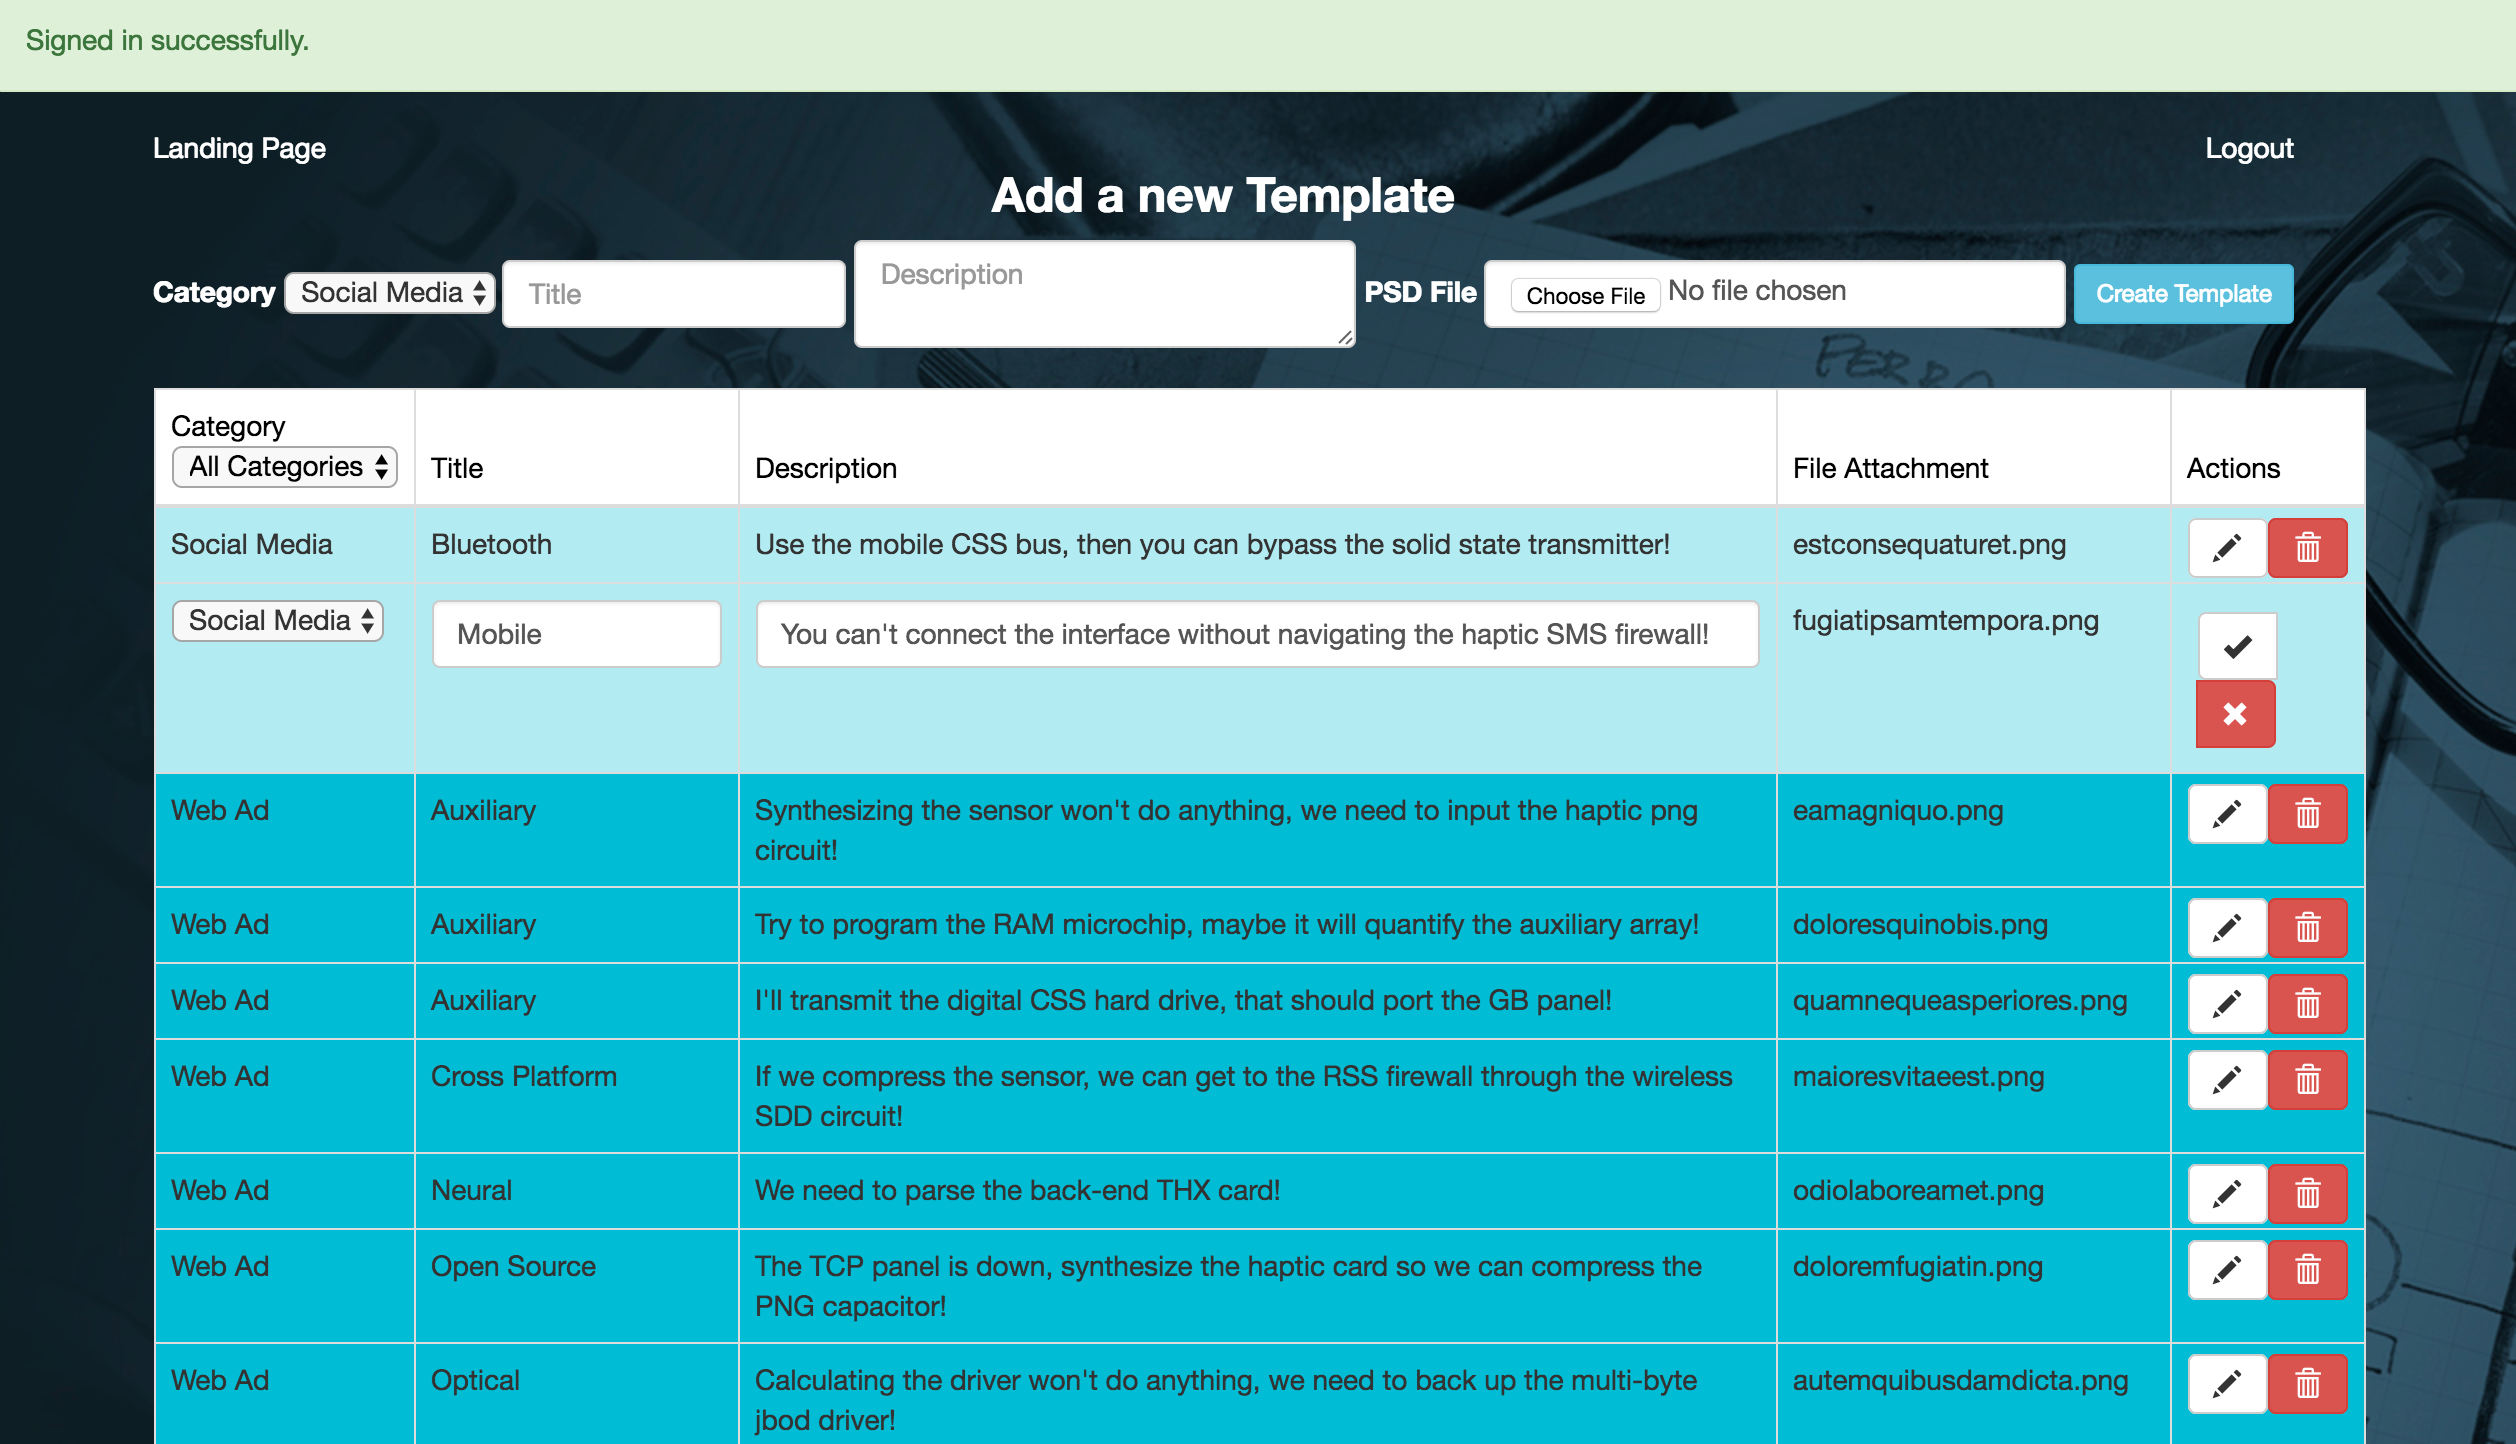 Signed in successfully.
Landing Page
Logout
Add a new Template
Category Social Media Title Description PSD File Choose File No file chosen Create Template
PER
Category
All Categories Title Description File Attachment Actions
Social Media Bluetooth Use the mobile CSS bus, then you can bypass the solid state transmitter! estconsequaturet.png
Social Media Mobile You can't connect the interface without navigating the haptic SMS firewall! fugiatipsamtempora.png
Web Ad Auxiliary Synthesizing the sensor won't do anything, we need to input the haptic png eamagniquo.png
circuit!
Web Ad Auxiliary Try to program the RAM microchip, maybe it will quantify the auxiliary array! doloresquinobis.png
Web Ad Auxiliary I'll transmit the digital CSS hard drive, that should port the GB panel! quamnequeasperiores.png
Web Ad Cross Platform If we compress the sensor, we can get to the RSS firewall through the wireless maioresvitaeest.png
SDD circuit!
Web Ad Neural We need to parse the back-end THX card! odiolaboreamet.png
Web Ad Open Source The TCP panel is down, synthesize the haptic card so we can compress the doloremfugiatin.png
PNG capacitor!
Web Ad Optical Calculating the driver won't do anything, we need to back up the multi-byte autemquibusdamdicta.png
jbod driver!